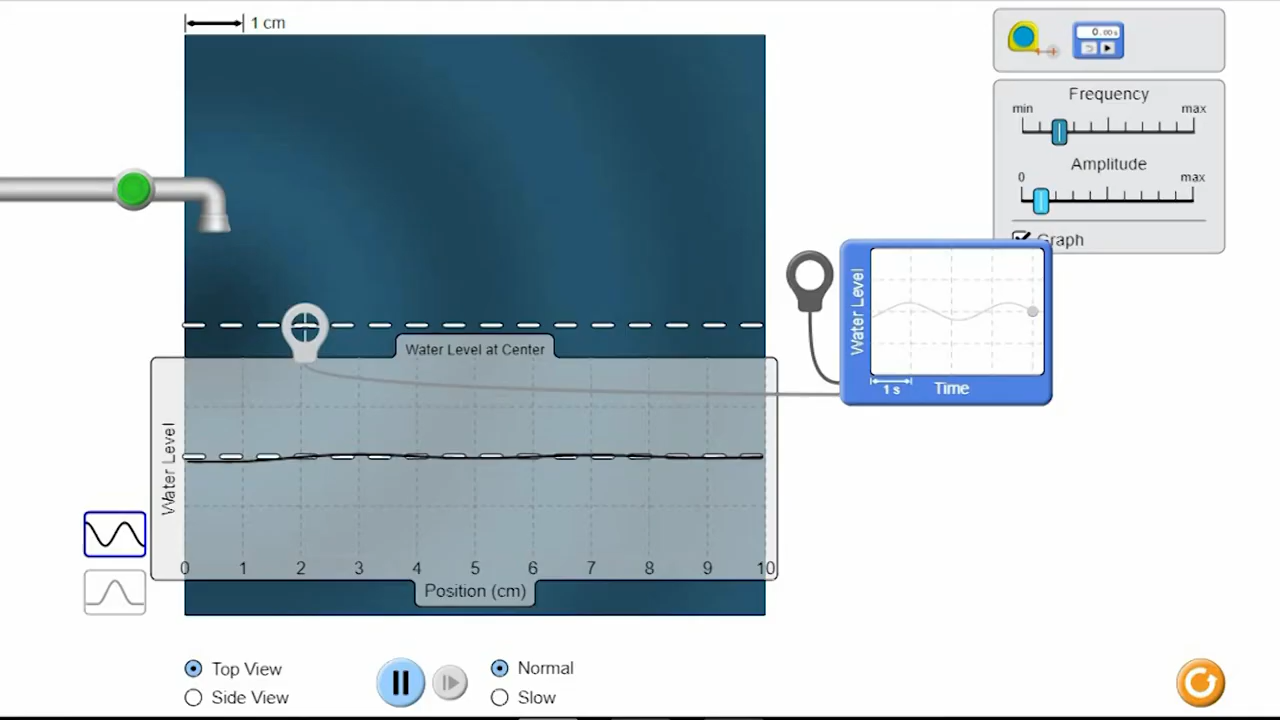 1 cm
0.00 s
Frequency
min
max
Amplitude
0
max
Graph
Water Level
1 s
Time
Water Level at Center
Water Level
0 1 2 3 4 5 6 7 8 9 10
Position (cm)
Top View
Side View
Normal
Slow